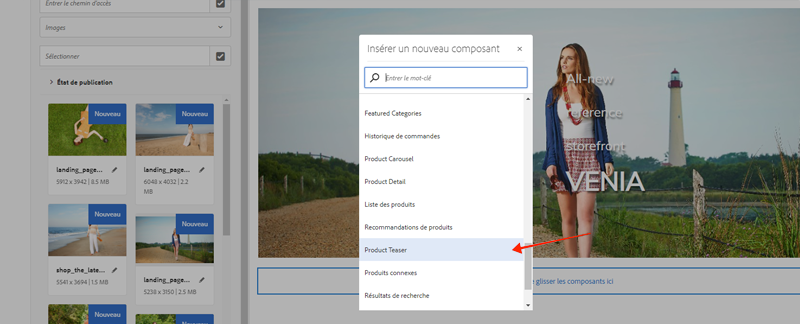 Entrer le chemin d'accès
Images
Sélectionner
État de publication
Nouveau
Nouveau
landing_page...
5912 x 3942 | 8.5 MB
landing_page...
6048 x 4032 | 2.2 MB
Nouveau
Nouveau
shop_the_late...
5541 x 3694 | 1.5 MB
landing_page...
5238 x 3150 | 2.5 MB
Insérer un nouveau composant
×
Entrer le mot-clé
Featured Categories
Historique de commandes
Product Carousel
Product Detail
Liste des produits
Recommandations de produits
Product Teaser
Produits connexes
Résultats de recherche
All-new
reference
storefront
VENIA
glisser les composants ici